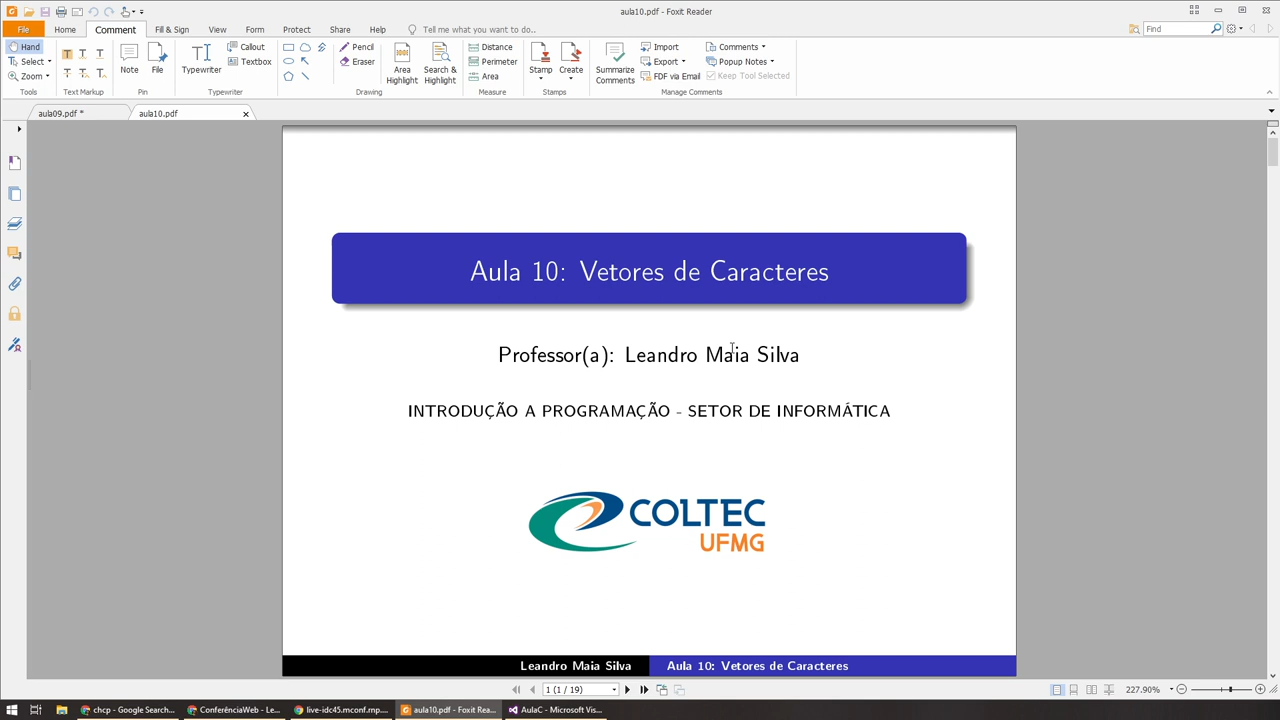 aula10.pdf - Foxit Reader
File Home Comment Fill & Sign View Form Protect Share Help Tell me what you want to do.. Find
Hand
Select
Zoom
Tools
T T T
T T T
Text Markup
Note
File
Pin
Typewriter
Callout
Textbox
Typewriter
Pencil
Eraser
Drawing
Area Highlight
Search & Highlight
Distance
Perimeter
Area
Measure
Stamp
Create
Stamps
Summarize Comments
Import
Export
FDF via Email
Comments
Popup Notes
Keep Tool Selected
Manage Comments
aula09.pdf * aula10.pdf
Aula 10: Vetores de Caracteres
Professor(a): Leandro Maia Silva
INTRODUÇÃO A PROGRAMAÇÃO - SETOR DE INFORMÁTICA
COLTEC
UFMG
Leandro Maia Silva Aula 10: Vetores de Caracteres
1 (1 / 19) 227.90%
chcp - Google Search... ConferênciaWeb - Le... live-idc45.mconf.rnp.... aula10.pdf - Foxit Rea... AulaC - Microsoft Vis...